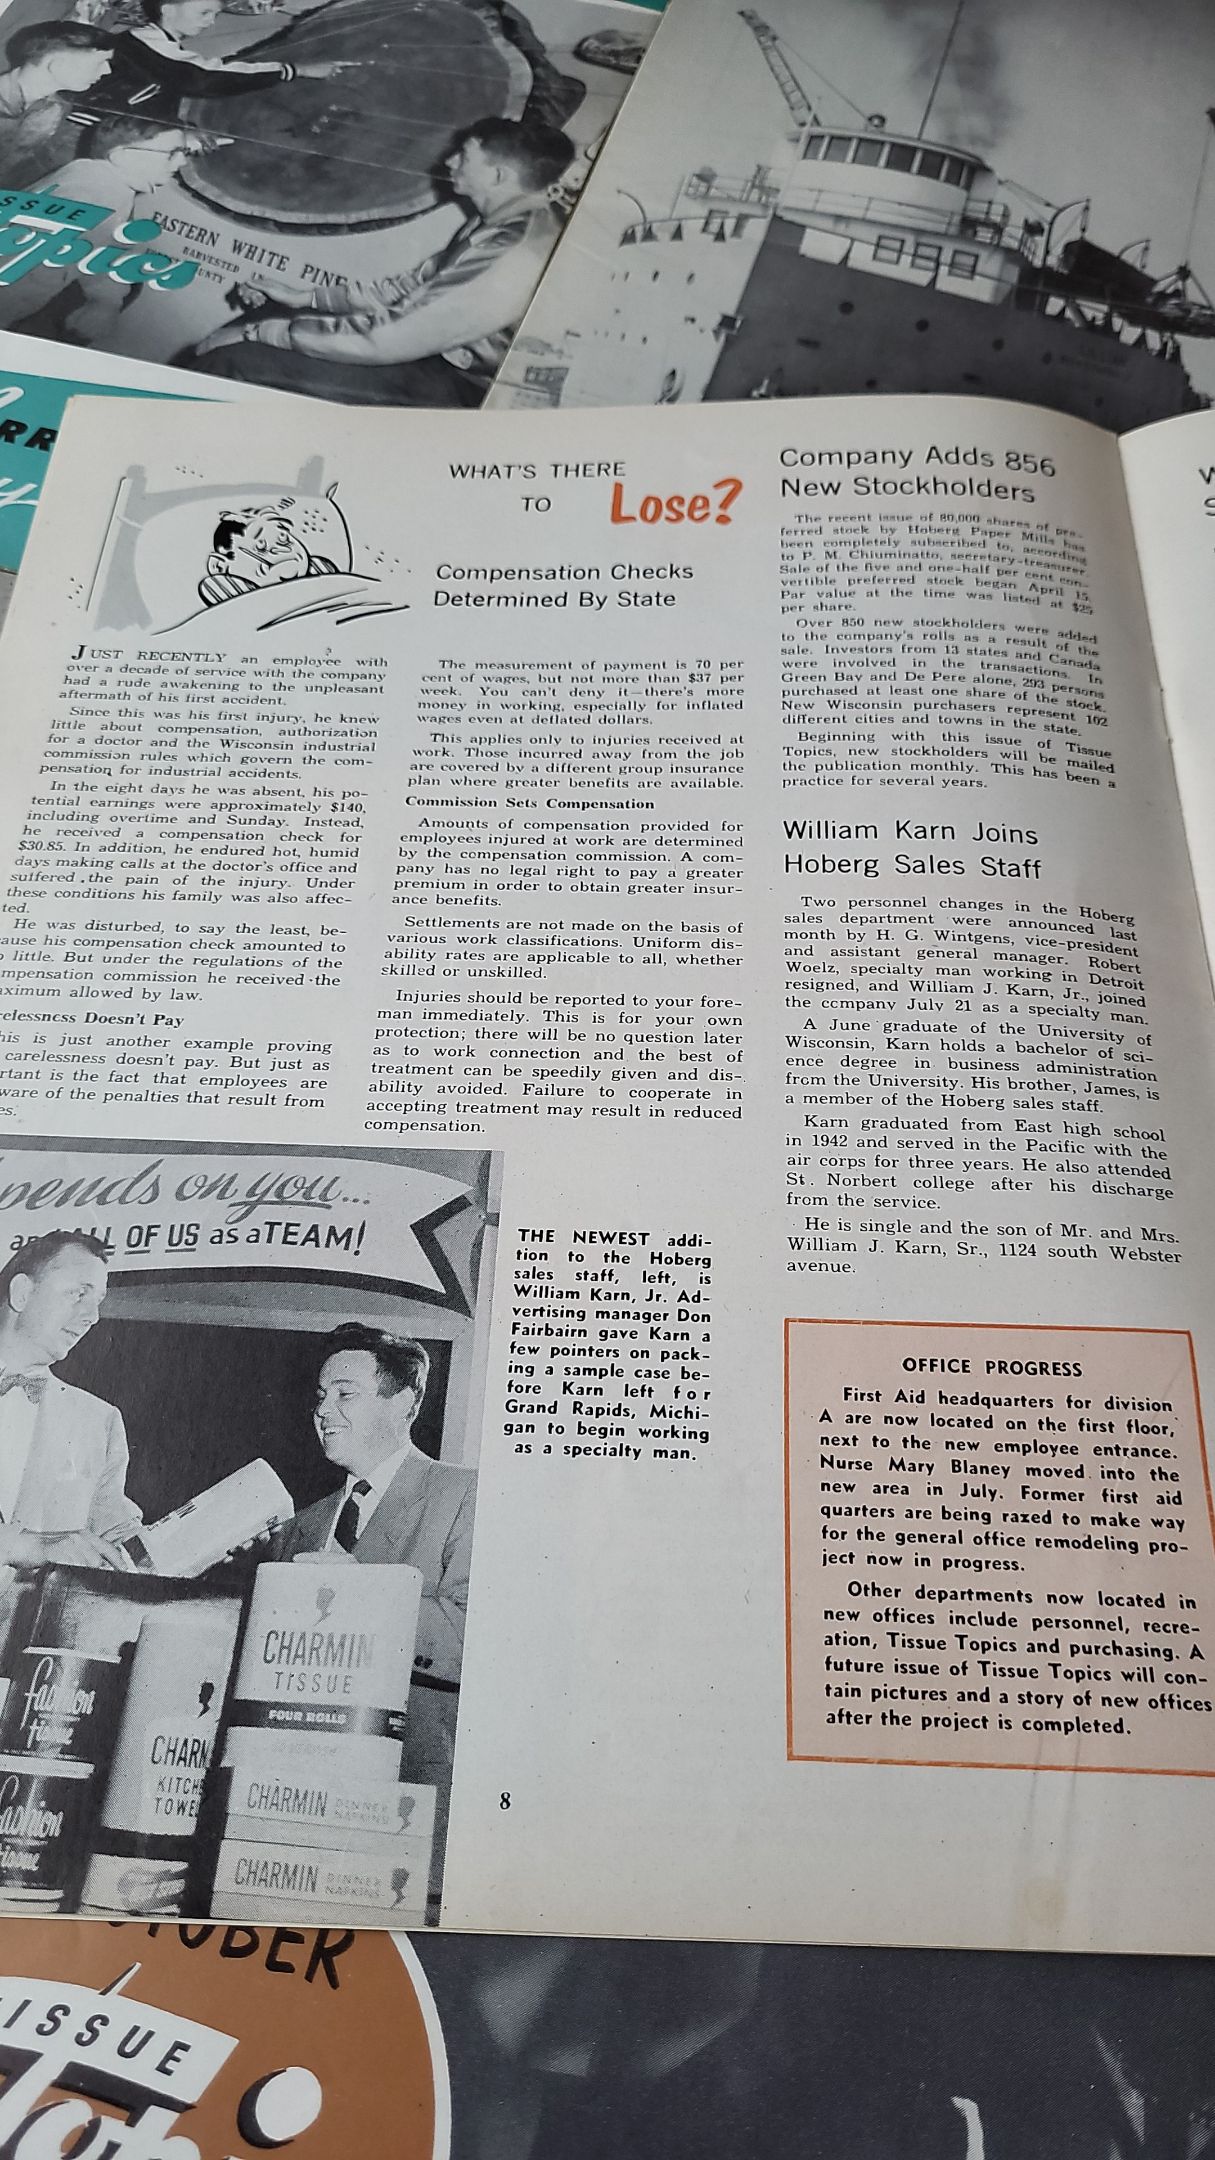 ISSUE
Topics
EASTERN WHITE PINE
HARVESTED IN
WHAT'S THERE
TO Lose?
Compensation Checks
Determined By State
JUST RECENTLY an employee with
over a decade of service with the company
had a rude awakening to the unpleasant
aftermath of his first accident.
Since this was his first injury, he knew
little about compensation, authorization
for a doctor and the Wisconsin industrial
commission rules which govern the com-
pensation for industrial accidents.
In the eight days he was absent, his po-
tential earnings were approximately $140,
including overtime and Sunday. Instead,
he received a compensation check for
$30.85. In addition, he endured hot, humid
days making calls at the doctor's office and
suffered the pain of the injury. Under
these conditions his family was also affec-
ted.
He was disturbed, to say the least, be-
ause his compensation check amounted to
o little. But under the regulations of the
mpensation commission he received the
aximum allowed by law.
elessness Doesn't Pay
his is just another example proving
carelessness doesn't pay. But just as
rtant is the fact that employees are
ware of the penalties that result from
es.
The measurement of payment is 70 per
cent of wages, but not more than $37 per
week. You can't deny it—there's more
money in working, especially for inflated
wages even at deflated dollars.
This applies only to injuries received at
work. Those incurred away from the job
are covered by a different group insurance
plan where greater benefits are available.
Commission Sets Compensation
Amounts of compensation provided for
employees injured at work are determined
by the compensation commission. A com-
pany has no legal right to pay a greater
premium in order to obtain greater insur-
ance benefits.
Settlements are not made on the basis of
various work classifications. Uniform dis-
ability rates are applicable to all, whether
skilled or unskilled.
Injuries should be reported to your fore-
man immediately. This is for your own
protection; there will be no question later
as to work connection and the best of
treatment can be speedily given and dis-
ability avoided. Failure to cooperate in
accepting treatment may result in reduced
compensation.
Company Adds 856
New Stockholders
The recent issue of 80,000 shares of pre-
ferred stock by Hoberg Paper Mills has
been completely subscribed to, according
to P. M. Chiuminatto, secretary-treasurer.
Sale of the five and one-half per cent con-
vertible preferred stock began April 15.
Par value at the time was listed at $25
per share.
Over 850 new stockholders were added
to the company's rolls as a result of the
sale. Investors from 13 states and Canada
were involved in the transactions. In
Green Bay and De Pere alone, 293 persons
purchased at least one share of the stock.
New Wisconsin purchasers represent 102
different cities and towns in the state.
Beginning with this issue of Tissue
Topics, new stockholders will be mailed
the publication monthly. This has been a
practice for several years.
William Karn Joins
Hoberg Sales Staff
Two personnel changes in the Hoberg
sales department were announced last
month by H. G. Wintgens, vice-president
and assistant general manager. Robert
Woelz, specialty man working in Detroit
resigned, and William J. Karn, Jr., joined
the company July 21 as a specialty man.
A June graduate of the University of
Wisconsin, Karn holds a bachelor of sci-
ence degree in business administration
from the University. His brother, James, is
a member of the Hoberg sales staff.
Karn graduated from East high school
in 1942 and served in the Pacific with the
air corps for three years. He also attended
St. Norbert college after his discharge
from the service.
He is single and the son of Mr. and Mrs.
William J. Karn, Sr., 1124 south Webster
avenue.
pends on you...
ALL OF US as a TEAM!
THE NEWEST addi-
tion to the Hoberg
sales staff, left, is
William Karn, Jr. Ad-
vertising manager Don
Fairbairn gave Karn a
few pointers on pack-
ing a sample case be-
fore Karn left for
Grand Rapids, Michi-
gan to begin working
as a specialty man.
OFFICE PROGRESS
First Aid headquarters for division
A are now located on the first floor,
next to the new employee entrance.
Nurse Mary Blaney moved into the
new area in July. Former first aid
quarters are being razed to make way
for the general office remodeling pro-
ject now in progress.
Other departments now located in
new offices include personnel, recre-
ation, Tissue Topics and purchasing. A
future issue of Tissue Topics will con-
tain pictures and a story of new offices
after the project is completed.
CHARMIN
TISSUE
FOUR ROLLS
fashion
tissue
CHARM
KITCH
TOWE
CHARMIN DINNER NAPKINS
CHARMIN DINNER NAPKINS
fashion
tissue
8
TOBER
ISSUE